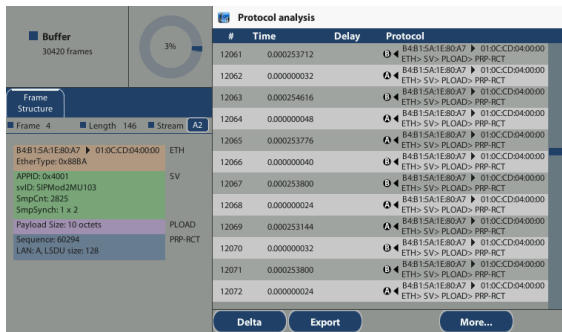 Buffer
30420 frames
3%
Frame
Structure
Frame 4 Length 146 Stream A2
B4:B1:5A:1E:80:A7 01:0C:CD:04:00:00 ETH
EtherType: 0x88BA
APPID: 0x4001 SV
svID: SIPMod2MU103
SmpCnt: 2825
SmpSynch: 1 x 2
Payload Size: 10 octets PLOAD
Sequence: 60294 PRP-RCT
LAN: A, LSDU size: 128
Protocol analysis
# Time Delay Protocol
12061 0.000253712 B B4:B1:5A:1E:80:A7 01:0C:CD:04:00:00
ETH> SV> PLOAD> PRP-RCT
12062 0.000000032 A B4:B1:5A:1E:80:A7 01:0C:CD:04:00:00
ETH> SV> PLOAD> PRP-RCT
12063 0.000254616 B B4:B1:5A:1E:80:A7 01:0C:CD:04:00:00
ETH> SV> PLOAD> PRP-RCT
12064 0.000000048 A B4:B1:5A:1E:80:A7 01:0C:CD:04:00:00
ETH> SV> PLOAD> PRP-RCT
12065 0.000253776 A B4:B1:5A:1E:80:A7 01:0C:CD:04:00:00
ETH> SV> PLOAD> PRP-RCT
12066 0.000000040 B B4:B1:5A:1E:80:A7 01:0C:CD:04:00:00
ETH> SV> PLOAD> PRP-RCT
12067 0.000253800 B B4:B1:5A:1E:80:A7 01:0C:CD:04:00:00
ETH> SV> PLOAD> PRP-RCT
12068 0.000000024 A B4:B1:5A:1E:80:A7 01:0C:CD:04:00:00
ETH> SV> PLOAD> PRP-RCT
12069 0.000253144 A B4:B1:5A:1E:80:A7 01:0C:CD:04:00:00
ETH> SV> PLOAD> PRP-RCT
12070 0.000000032 B B4:B1:5A:1E:80:A7 01:0C:CD:04:00:00
ETH> SV> PLOAD> PRP-RCT
12071 0.000253800 B B4:B1:5A:1E:80:A7 01:0C:CD:04:00:00
ETH> SV> PLOAD> PRP-RCT
12072 0.000000024 A B4:B1:5A:1E:80:A7 01:0C:CD:04:00:00
ETH> SV> PLOAD> PRP-RCT
Delta Export More...